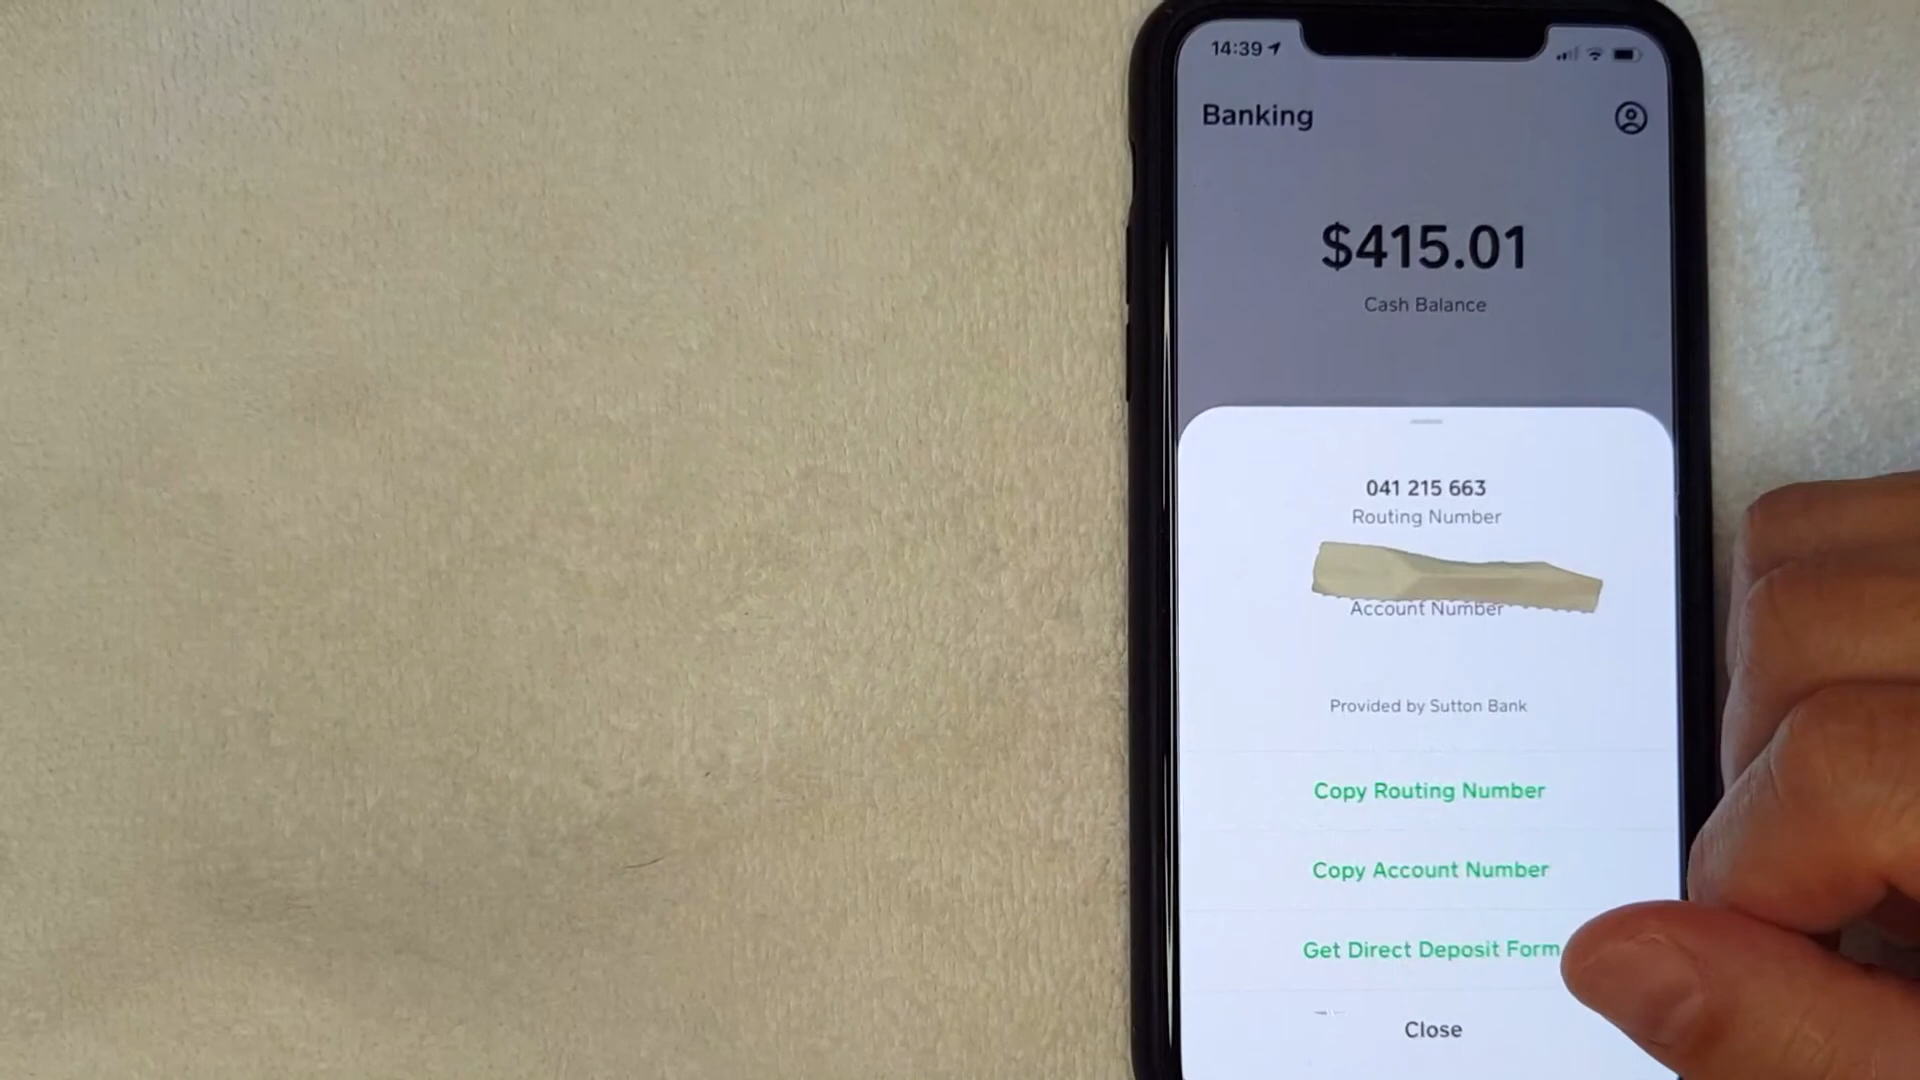 14:39
Banking
$415.01
Cash Balance
041 215 663
Routing Number
Account Number
Provided by Sutton Bank
Copy Routing Number
Copy Account Number
Get Direct Deposit Form
Close